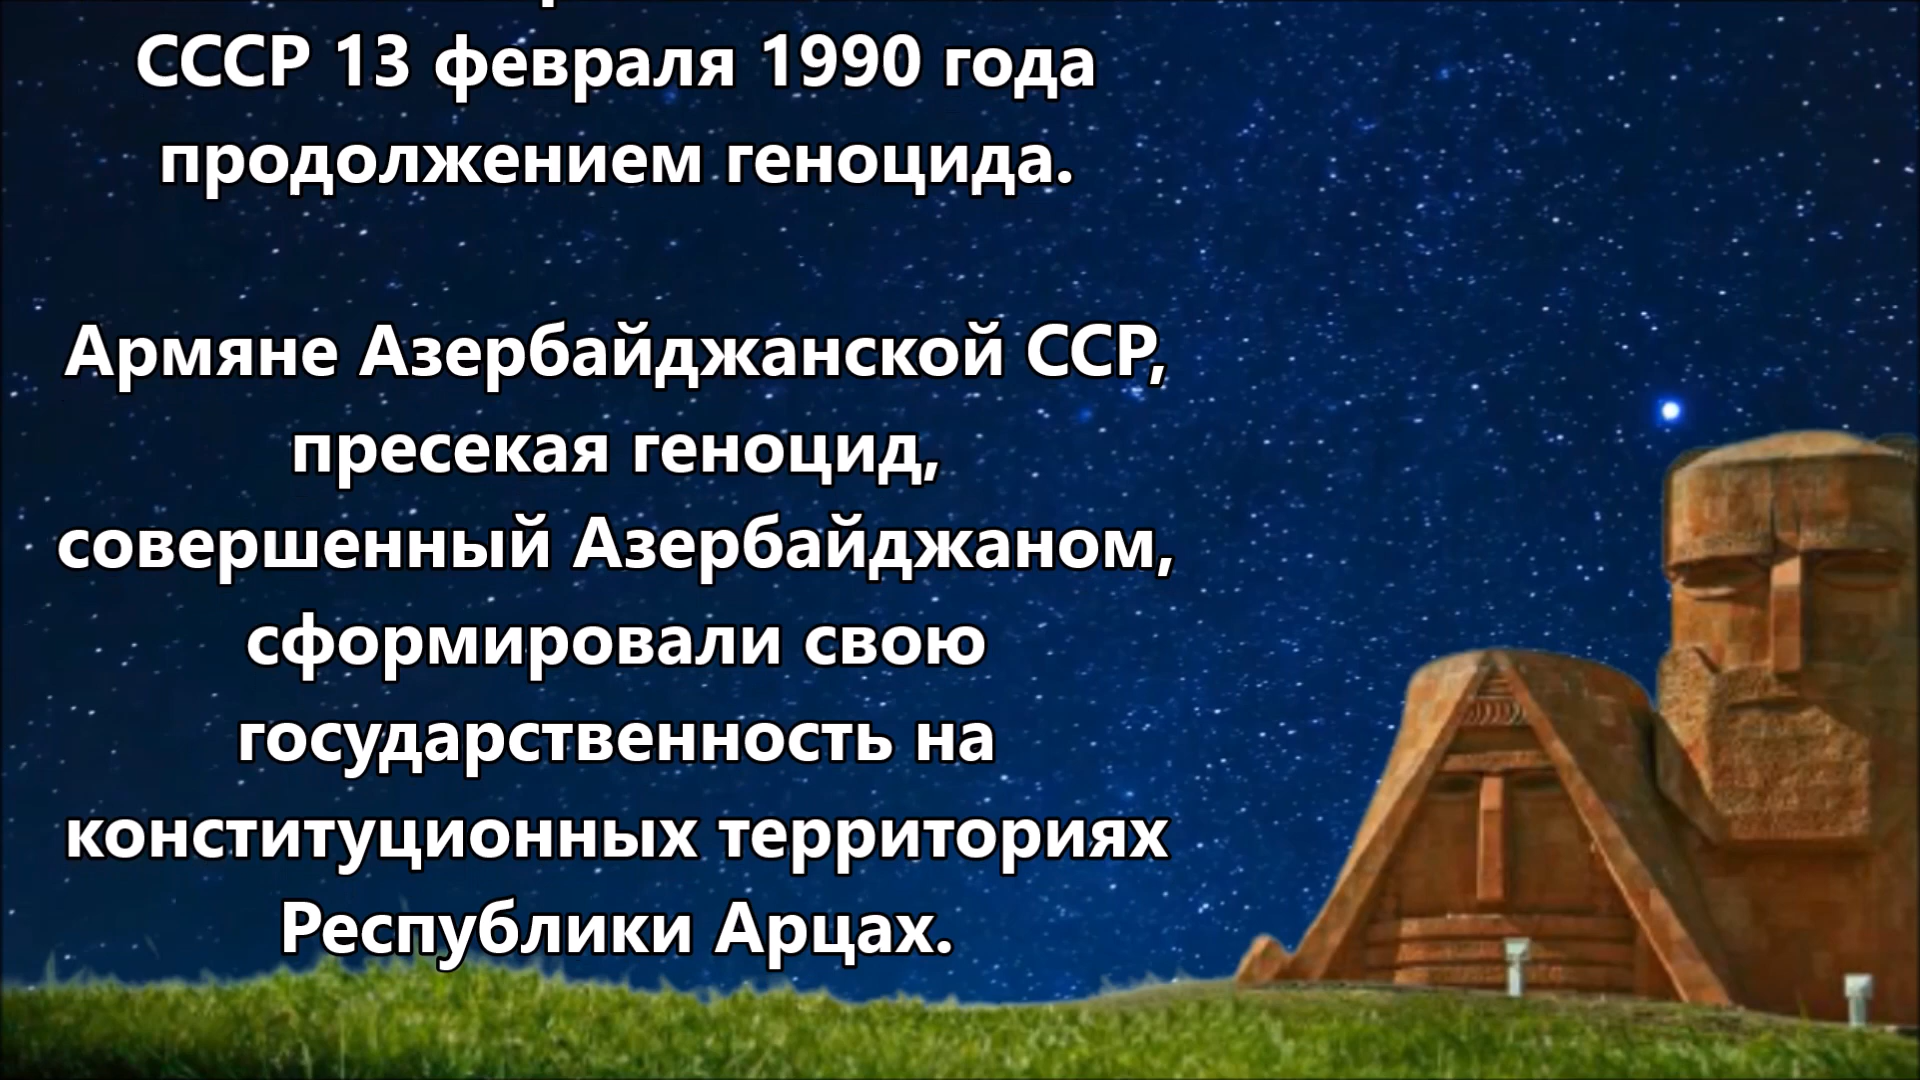 СССР 13 февраля 1990 года
продолжением геноцида.
Армяне Азербайджанской ССР,
пресекая геноцид,
совершенный Азербайджаном,
сформировали свою
государственность на
конституционных территориях
Республики Арцах.